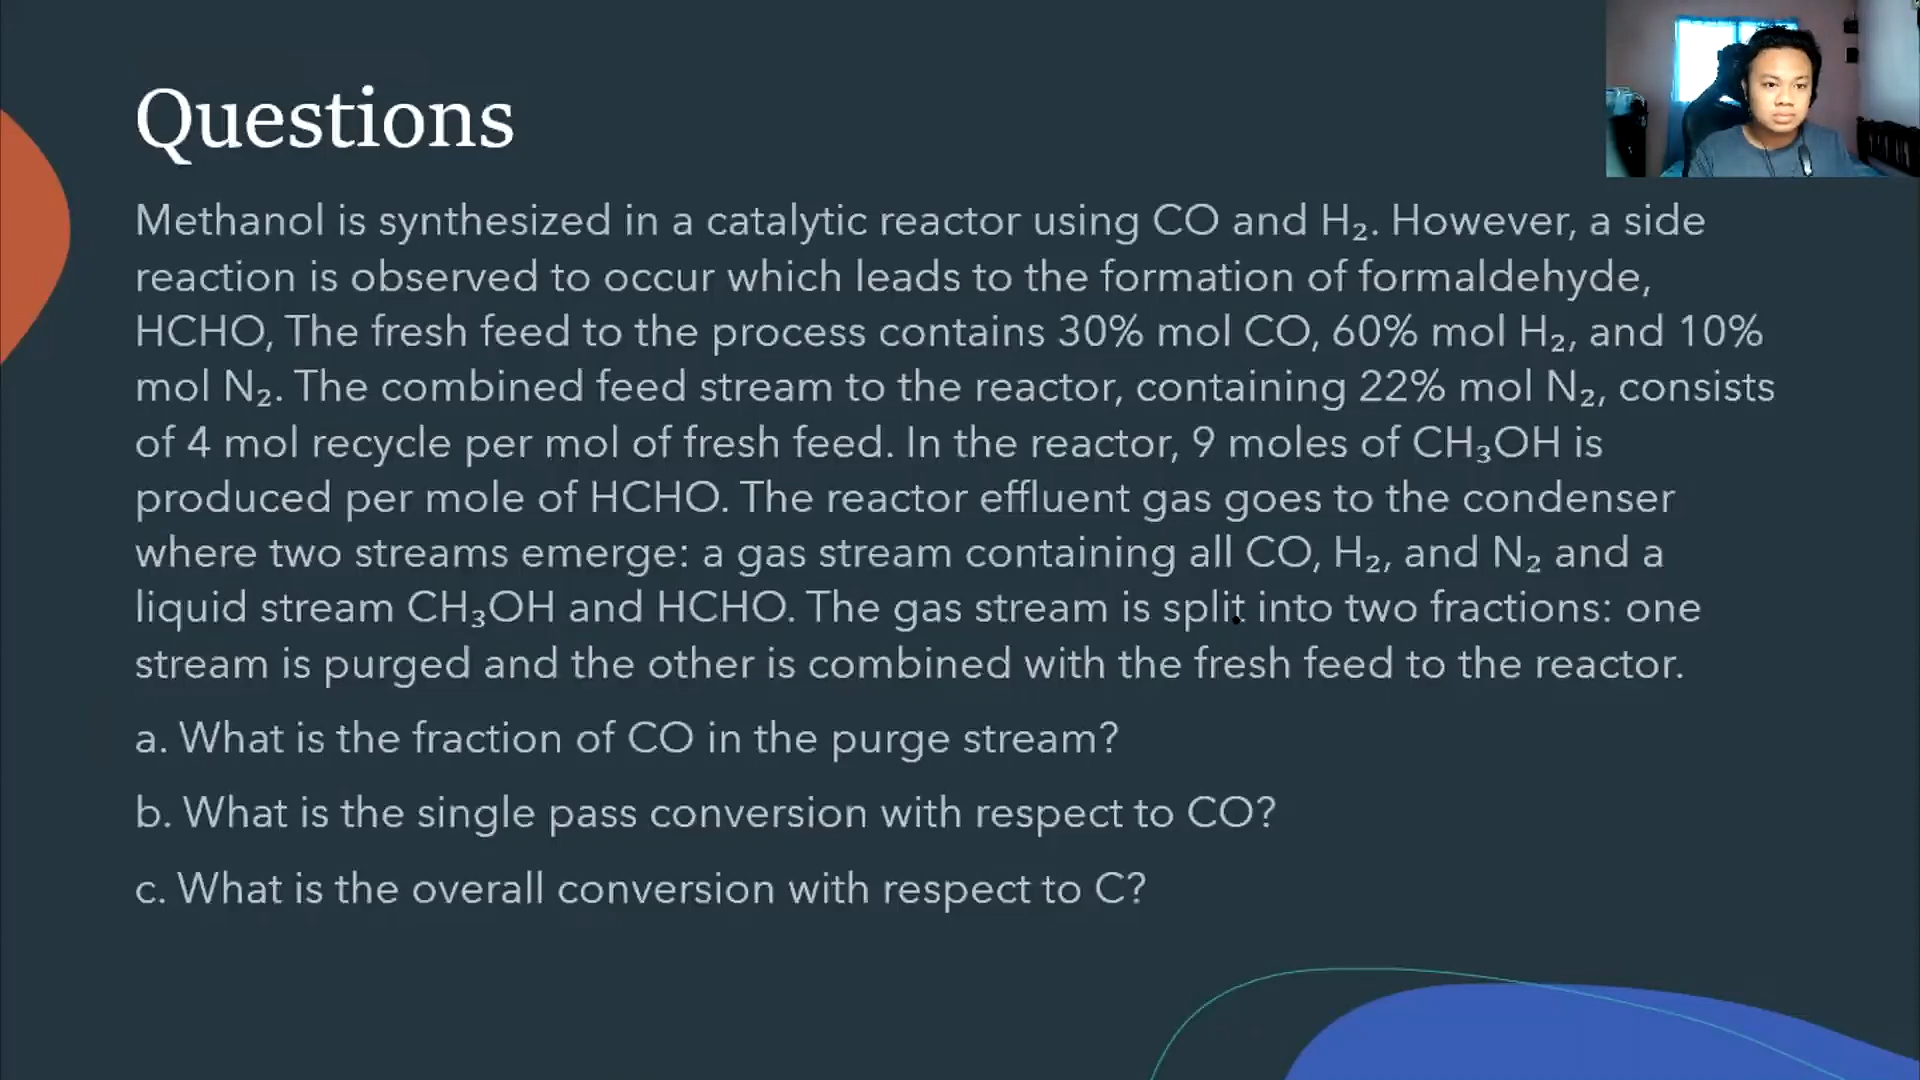 Questions
Methanol is synthesized in a catalytic reactor using CO and H₂. However, a side
reaction is observed to occur which leads to the formation of formaldehyde,
HCHO, The fresh feed to the process contains 30% mol CO, 60% mol H₂, and 10%
mol N₂. The combined feed stream to the reactor, containing 22% mol N₂, consists
of 4 mol recycle per mol of fresh feed. In the reactor, 9 moles of CH₃OH is
produced per mole of HCHO. The reactor effluent gas goes to the condenser
where two streams emerge: a gas stream containing all CO, H₂, and N₂ and a
liquid stream CH₃OH and HCHO. The gas stream is split into two fractions: one
stream is purged and the other is combined with the fresh feed to the reactor.
a. What is the fraction of CO in the purge stream?
b. What is the single pass conversion with respect to CO?
c. What is the overall conversion with respect to C?